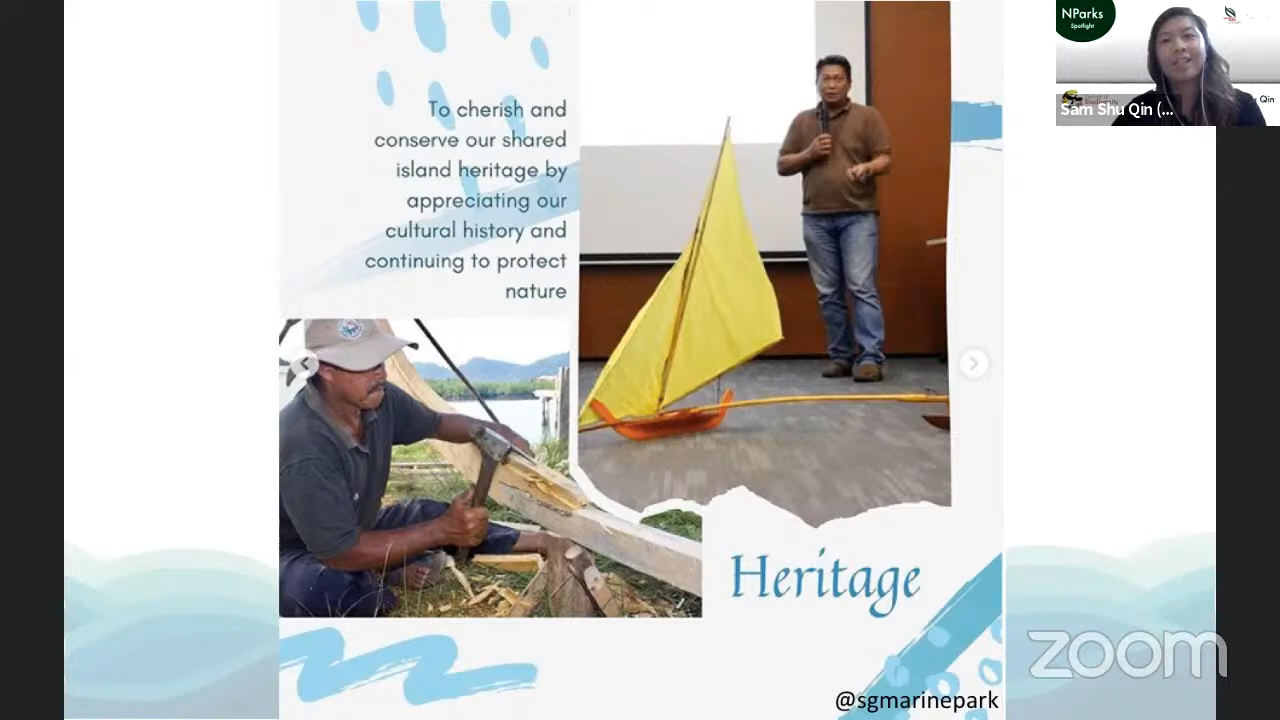 To cherish and
conserve our shared
island heritage by
appreciating our
cultural history and
continuing to protect
nature
Heritage
@sgmarinepark
NParks
Spotlight
Sam Shu Qin (...
Qin
zoom